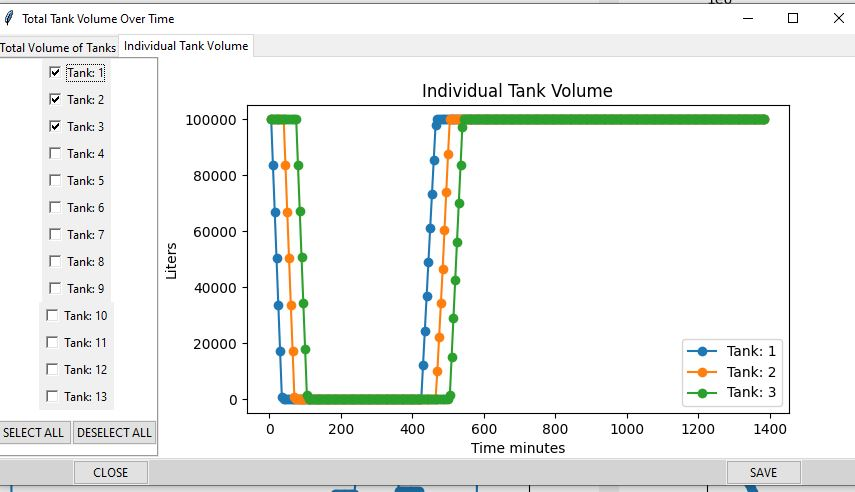 Total Tank Volume Over Time
Total Volume of Tanks
Individual Tank Volume
Tank: 1
Tank: 2
Tank: 3
Tank: 4
Tank: 5
Tank: 6
Tank: 7
Tank: 8
Tank: 9
Tank: 10
Tank: 11
Tank: 12
Tank: 13
SELECT ALL
DESELECT ALL
Individual Tank Volume
Liters
100000
80000
60000
40000
20000
0
0 200 400 600 800 1000 1200 1400
Time minutes
Tank: 1
Tank: 2
Tank: 3
CLOSE
SAVE